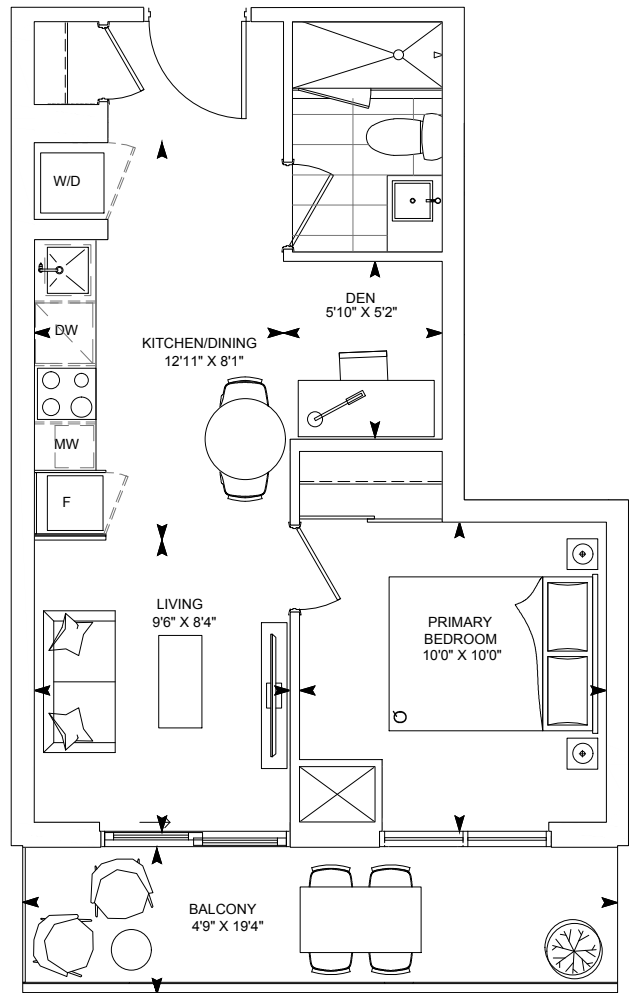 W/D
DEN
5'10" X 5'2"
DW
KITCHEN/DINING
12'11" X 8'1"
MW
F
LIVING
9'6" X 8'4"
PRIMARY
BEDROOM
10'0" X 10'0"
BALCONY
4'9" X 19'4"